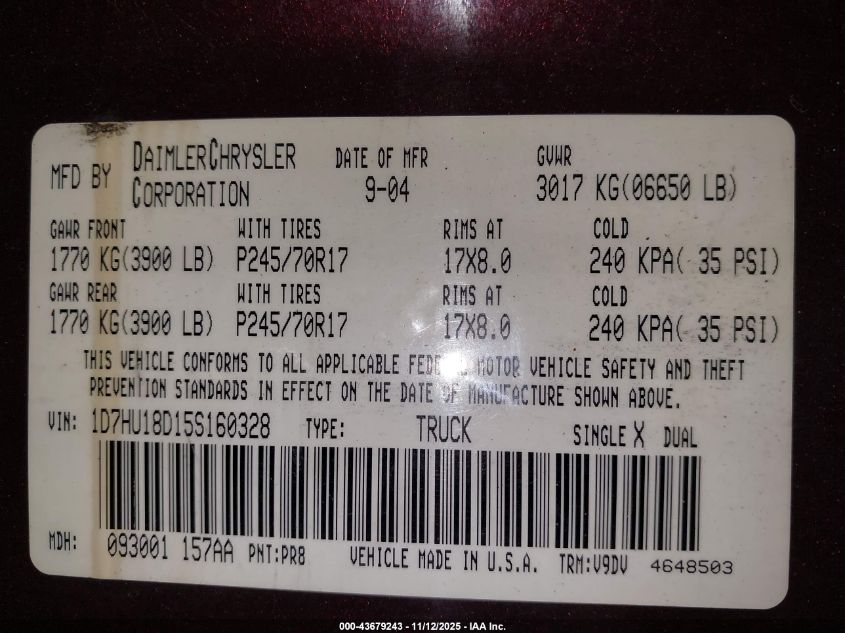 MFD BY DAIMLERCHRYSLER CORPORATION DATE OF MFR 9-04 GVWR 3017 KG(06650 LB)
GAWR FRONT WITH TIRES RIMS AT COLD
1770 KG(3900 LB) P245/70R17 17X8.0 240 KPA( 35 PSI)
GAWR REAR WITH TIRES RIMS AT COLD
1770 KG(3900 LB) P245/70R17 17X8.0 240 KPA( 35 PSI)
THIS VEHICLE CONFORMS TO ALL APPLICABLE FEDERAL MOTOR VEHICLE SAFETY AND THEFT
PREVENTION STANDARDS IN EFFECT ON THE DATE OF MANUFACTURE SHOWN ABOVE.
VIN: 1D7HU18D15S160328 TYPE: TRUCK SINGLE X DUAL
MDH: 093001 157AA PNT:PR8 VEHICLE MADE IN U.S.A. TRM:V9DV 4648503
000-43679243 - 11/12/2025 - IAA Inc.